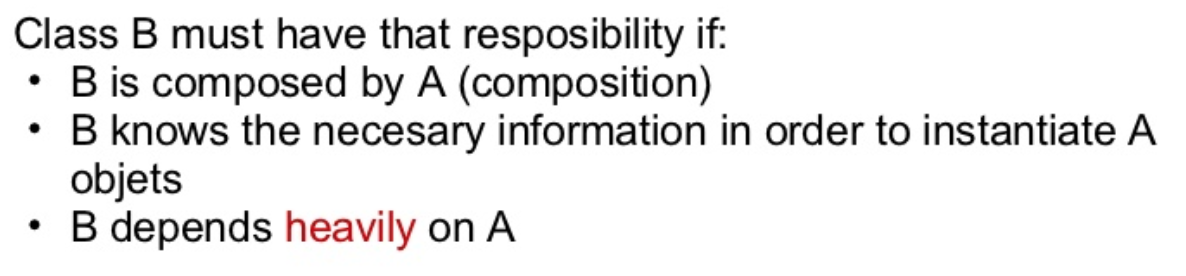 Class B must have that resposibility if:
• B is composed by A (composition)
• B knows the necesary information in order to instantiate A
objets
• B depends heavily on A